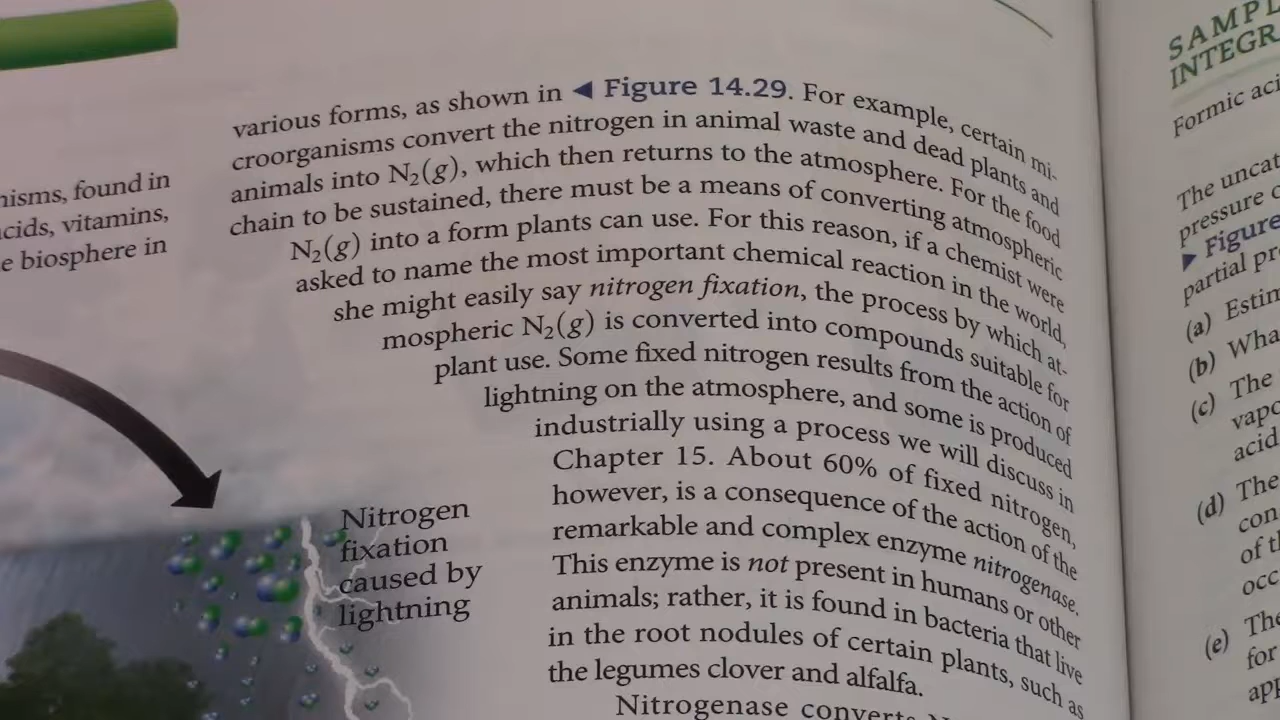 nisms, found in
cids, vitamins,
e biosphere in
various forms, as shown in ◄ Figure 14.29. For example, certain mi-
croorganisms convert the nitrogen in animal waste and dead plants and
animals into N₂(g), which then returns to the atmosphere. For the food
chain to be sustained, there must be a means of converting atmospheric
N₂(g) into a form plants can use. For this reason, if a chemist were
asked to name the most important chemical reaction in the world,
she might easily say nitrogen fixation, the process by which at-
mospheric N₂(g) is converted into compounds suitable for
plant use. Some fixed nitrogen results from the action of
lightning on the atmosphere, and some is produced
industrially using a process we will discuss in
Chapter 15. About 60% of fixed nitrogen,
however, is a consequence of the action of the
remarkable and complex enzyme nitrogenase.
This enzyme is not present in humans or other
animals; rather, it is found in bacteria that live
in the root nodules of certain plants, such as
the legumes clover and alfalfa.
Nitrogenase converts
Nitrogen
fixation
caused by
lightning
SAMPL
INTEGR
Formic aci
The uncat
pressure
► Figure
partial pr
(a) Estim
(b) Wha
(c) The
vapo
acid
(d) The
con
of t
occ
(e) The
for
app